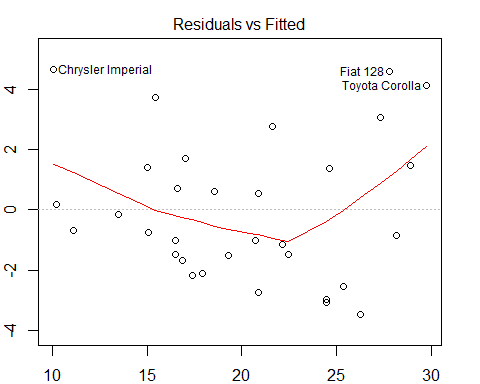 Residuals vs Fitted
Chrysler Imperial
Fiat 128
Toyota Corolla
4
2
0
-2
-4
10 15 20 25 30